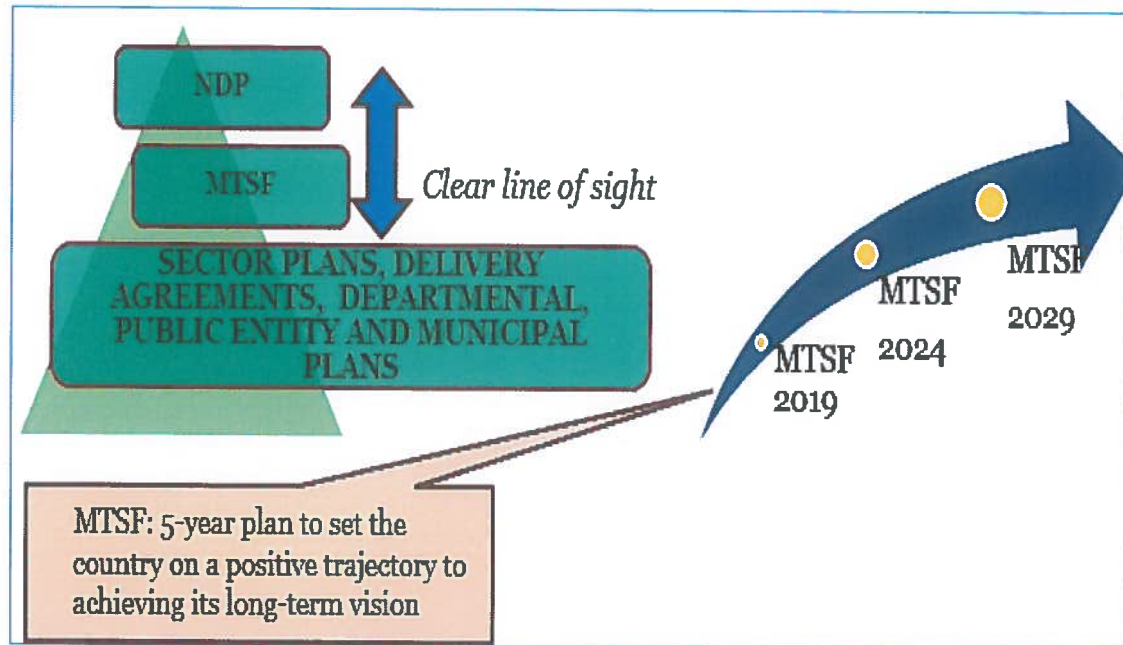 NDP
MTSF
Clear line of sight
SECTOR PLANS, DELIVERY
AGREEMENTS, DEPARTMENTAL,
PUBLIC ENTITY AND MUNICIPAL
PLANS
MTSF
2019
MTSF
2024
MTSF
2029
MTSF: 5-year plan to set the
country on a positive trajectory to
achieving its long-term vision